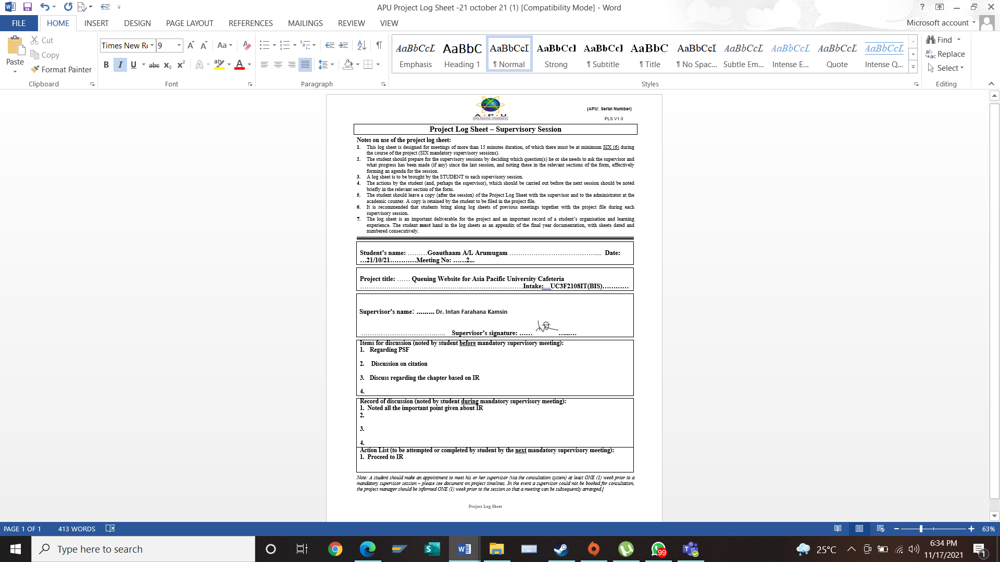 APU Project Log Sheet -21 october 21 (1) [Compatibility Mode] - Word
FILE HOME INSERT DESIGN PAGE LAYOUT REFERENCES MAILINGS REVIEW VIEW Microsoft account
Paste
Cut
Copy
Format Painter
Clipboard
Times New Ro 9
Font
Paragraph
AaBbCcL AaBbC AaBbCcI AaBbCcI AaBbCcI AaBbC AaBbCcI AaBbCcL AaBbCcL AaBbCcL AaBbCcL
Emphasis Heading 1 ¶ Normal Strong ¶ Subtitle ¶ Title ¶ No Spac... Subtle Em... Intense E... Quote Intense Q...
Styles
Find
Replace
Select
Editing
A·P·U
ASIA PACIFIC UNIVERSITY
OF TECHNOLOGY & INNOVATION
(APU: Serial Number)
PLS V1.0
Project Log Sheet – Supervisory Session
Notes on use of the project log sheet:
1. This log sheet is designed for meetings of more than 15 minutes duration, of which there must be at minimum SIX (6) during
the course of the project (SIX mandatory supervisory sessions).
2. The student should prepare for the supervisory sessions by deciding which question(s) he or she needs to ask the supervisor and
what progress has been made (if any) since the last session, and noting these in the relevant sections of the form, effectively
forming an agenda for the session.
3. A log sheet is to be brought by the STUDENT to each supervisory session.
4. The actions by the student (and, perhaps the supervisor), which should be carried out before the next session should be noted
briefly in the relevant section of the form.
5. The student should leave a copy (after the session) of the Project Log Sheet with the supervisor and to the administrator at the
academic counter. A copy is retained by the student to be filed in the project file.
6. It is recommended that students bring along log sheets of previous meetings together with the project file during each
supervisory session.
7. The log sheet is an important deliverable for the project and an important record of a student’s organisation and learning
experience. The student must hand in the log sheets as an appendix of the final year documentation, with sheets dated and
numbered consecutively.
Student’s name: ………Goauthaam A/L Arumugam ………………………………….... Date:
…21/10/21…………Meeting No: ……2...
Project title: …… Queuing Website for Asia Pacific University Cafeteria
………………………………………...………………………Intake:…UC3F2108IT(BIS)…………
Supervisor’s name: ……… Dr. Intan Farahana Kamsin
…………………………….….. Supervisor’s signature: …… …...…
Items for discussion (noted by student before mandatory supervisory meeting):
1. Regarding PSF
2. Discussion on citation
3. Discuss regarding the chapter based on IR
4.
Record of discussion (noted by student during mandatory supervisory meeting):
1. Noted all the important point given about IR
2.
3.
4.
Action List (to be attempted or completed by student by the next mandatory supervisory meeting):
1. Proceed to IR
Note: A student should make an appointment to meet his or her supervisor (via the consultation system) at least ONE (1) week prior to a
mandatory supervisor session – please see document on project timelines. In the event a supervisor could not be booked for consultation,
the project manager should be informed ONE (1) week prior to the session so that a meeting can be subsequently arranged.
Project Log Sheet
PAGE 1 OF 1 413 WORDS 63%
Type here to search
99
25°C
6:34 PM
11/17/2021
1